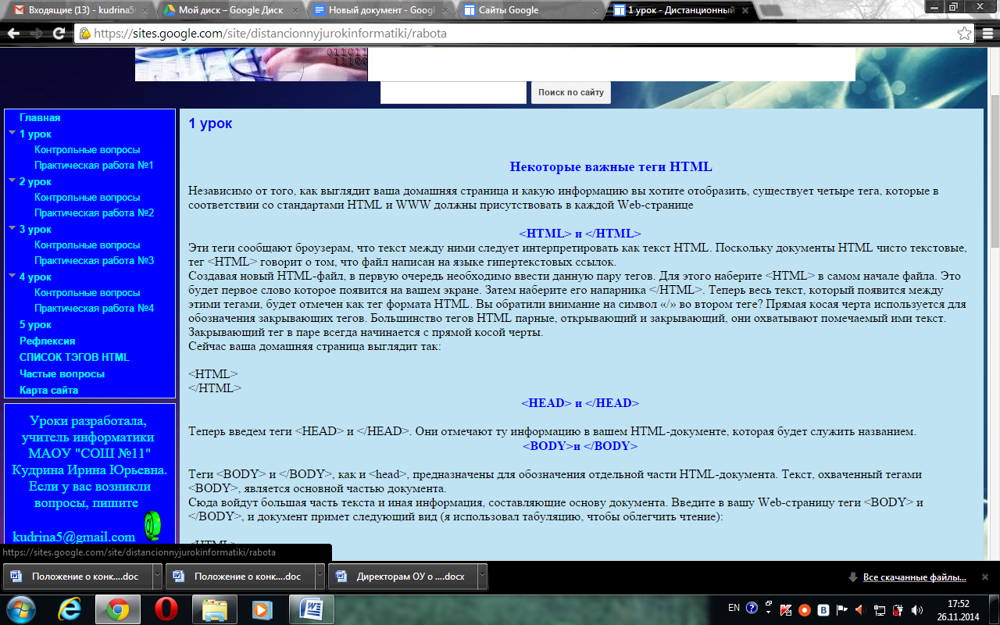 Входящие (13) - kudrina5
Мой диск – Google Диск
Новый документ - Googl
Сайты Google
1 урок - Дистанционный
https://sites.google.com/site/distancionnyjurokinformatiki/rabota
Поиск по сайту
Главная
1 урок
Контрольные вопросы
Практическая работа №1
2 урок
Контрольные вопросы
Практическая работа №2
3 урок
Контрольные вопросы
Практическая работа №3
4 урок
Контрольные вопросы
Практическая работа №4
5 урок
Рефлексия
СПИСОК ТЭГОВ HTML
Частые вопросы
Карта сайта
Уроки разработала,
учитель информатики
МАОУ "СОШ №11"
Кудрина Ирина Юрьевна.
Если у вас возникли
вопросы, пишите
kudrina5@gmail.com
1 урок
Некоторые важные теги HTML
Независимо от того, как выглядит ваша домашняя страница и какую информацию вы хотите отобразить, существует четыре тега, которые в
соответствии со стандартами HTML и WWW должны присутствовать в каждой Web-странице
<HTML> и </HTML>
Эти теги сообщают броузерам, что текст между ними следует интерпретировать как текст HTML. Поскольку документы HTML чисто текстовые,
тег <HTML> говорит о том, что файл написан на языке гипертекстовых ссылок.
Создавая новый HTML-файл, в первую очередь необходимо ввести данную пару тегов. Для этого наберите <HTML> в самом начале файла. Это
будет первое слово которое появится на вашем экране. Затем наберите его напарника </HTML>. Теперь весь текст, который появится между
этими тегами, будет отмечен как тег формата HTML. Вы обратили внимание на символ «/» во втором теге? Прямая косая черта используется для
обозначения закрывающих тегов. Большинство тегов HTML парные, открывающий и закрывающий, они охватывают помечаемый ими текст.
Закрывающий тег в паре всегда начинается с прямой косой черты.
Сейчас ваша домашняя страница выглядит так:
<HTML>
</HTML>
<HEAD> и </HEAD>
Теперь введем теги <HEAD> и </HEAD>. Они отмечают ту информацию в вашем HTML-документе, которая будет служить названием.
<BODY>и </BODY>
Теги <BODY> и </BODY>, как и <head>, предназначены для обозначения отдельной части HTML-документа. Текст, охваченный тегами
<BODY>, является основной частью документа.
Сюда войдут большая часть текста и иная информация, составляющие основу документа. Введите в вашу Web-страницу теги <BODY> и
</BODY>, и документ примет следующий вид (я использовал табуляцию, чтобы облегчить чтение):
<HTML>
https://sites.google.com/site/distancionnyjurokinformatiki/rabota
Положение о конк....doc
Положение о конк....doc
Директорам ОУ о ....docx
Все скачанные файлы...
EN
17:52
26.11.2014